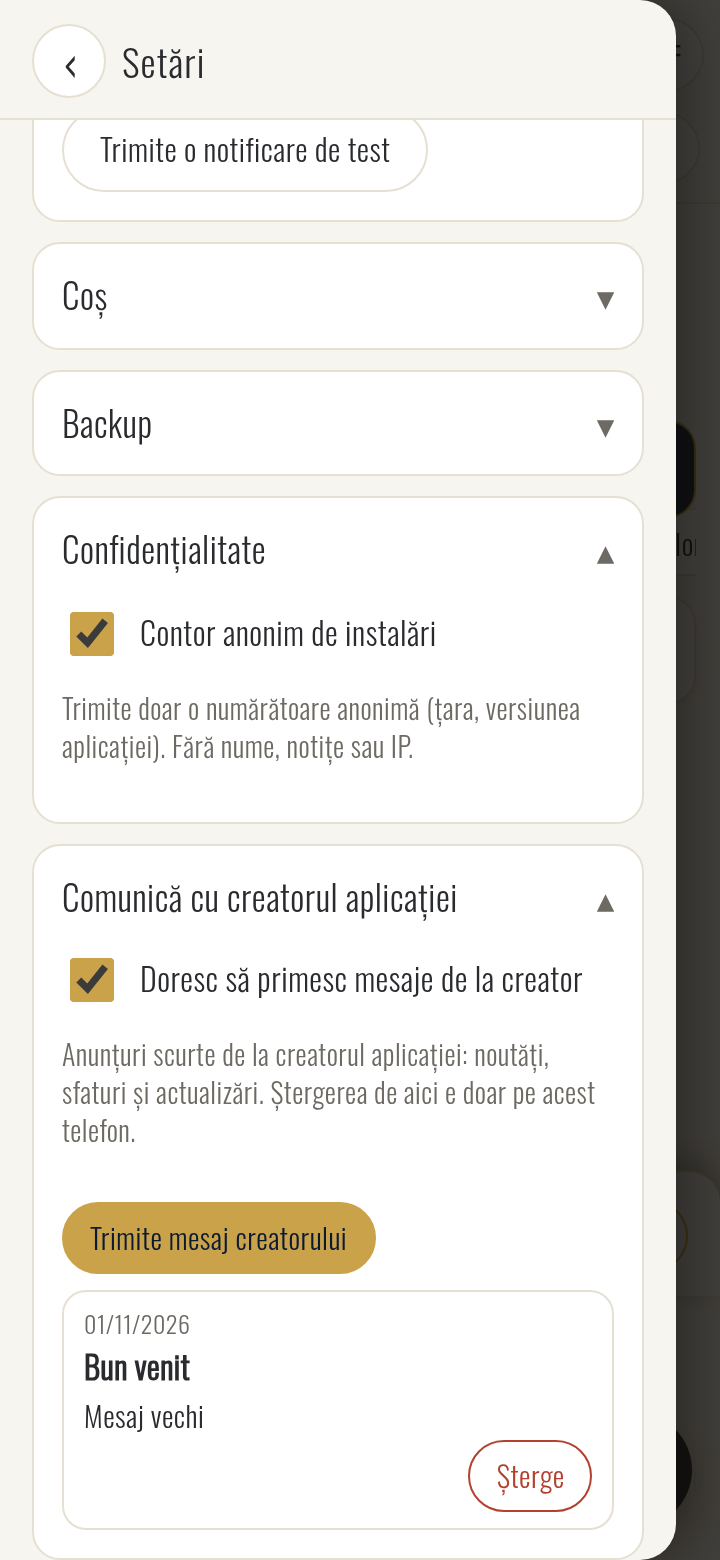 Setări
Trimite o notificare de test
Coș
Backup
Confidențialitate
Contor anonim de instalări
Trimite doar o numărătoare anonimă (țara, versiunea
aplicației). Fără nume, notițe sau IP.
Comunică cu creatorul aplicației
Doresc să primesc mesaje de la creator
Anunțuri scurte de la creatorul aplicației: noutăți,
sfaturi și actualizări. Ștergerea de aici e doar pe acest
telefon.
Trimite mesaj creatorului
01/11/2026
Bun venit
Mesaj vechi
Șterge